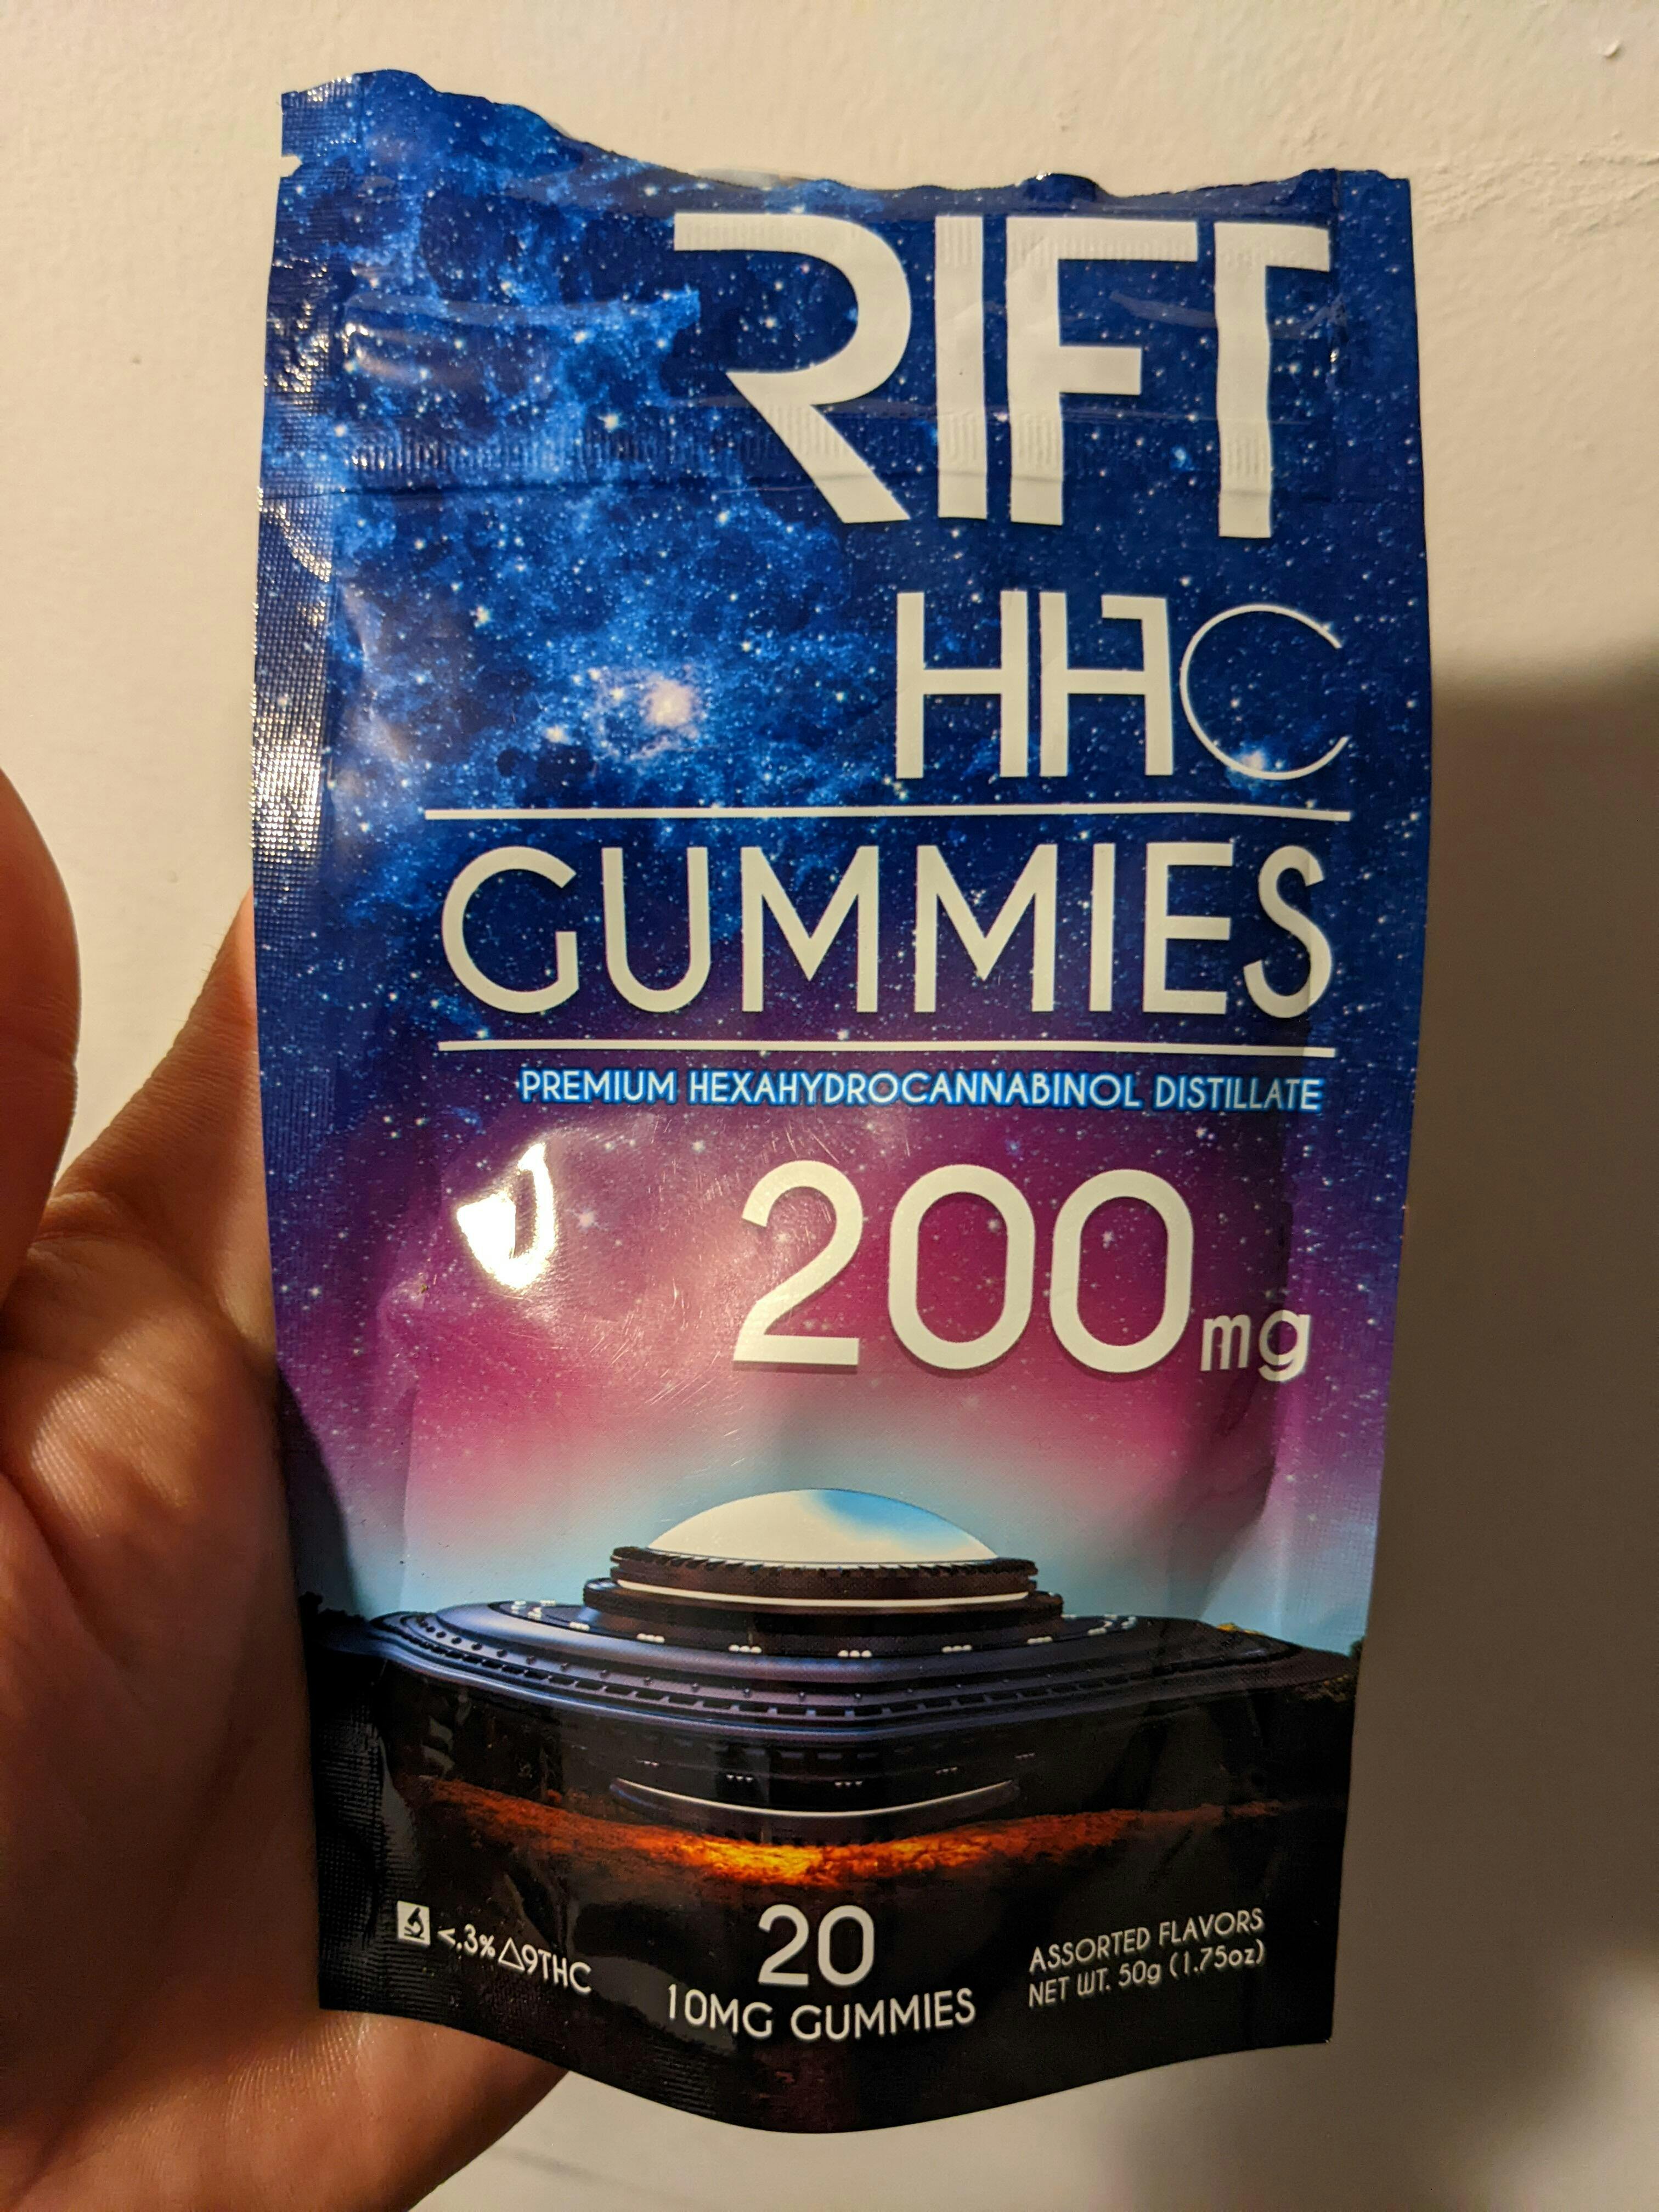 RIFT
HHC
GUMMIES
PREMIUM HEXAHYDROCANNABINOL DISTILLATE
200mg
<.3% △9THC
20
10MG GUMMIES
ASSORTED FLAVORS
NET WT. 50g (1.75oz)